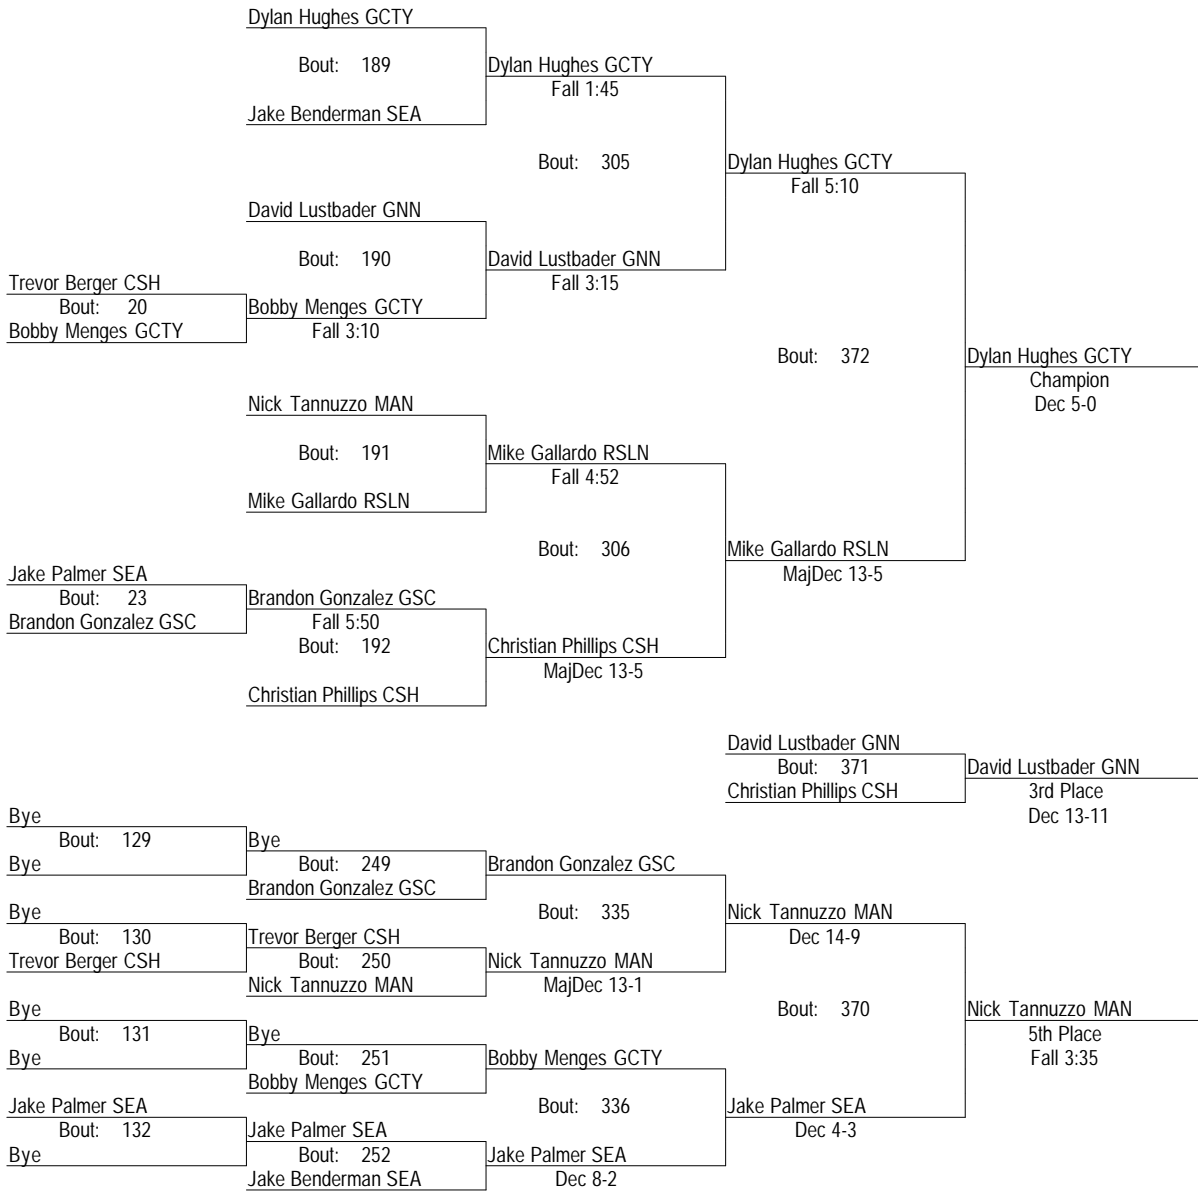 Dylan Hughes GCTY
Bout: 189
Dylan Hughes GCTY
Fall 1:45
Jake Benderman SEA
Bout: 305
Dylan Hughes GCTY
Fall 5:10
David Lustbader GNN
Bout: 190
David Lustbader GNN
Fall 3:15
Trevor Berger CSH
Bout: 20
Bobby Menges GCTY
Bobby Menges GCTY
Fall 3:10
Bout: 372
Dylan Hughes GCTY
Champion
Dec 5-0
Nick Tannuzzo MAN
Bout: 191
Mike Gallardo RSLN
Fall 4:52
Mike Gallardo RSLN
Bout: 306
Mike Gallardo RSLN
MajDec 13-5
Jake Palmer SEA
Bout: 23
Brandon Gonzalez GSC
Brandon Gonzalez GSC
Fall 5:50
Bout: 192
Christian Phillips CSH
MajDec 13-5
Christian Phillips CSH
David Lustbader GNN
Bout: 371
Christian Phillips CSH
David Lustbader GNN
3rd Place
Dec 13-11
Bye
Bout: 129
Bye
Bye
Bout: 249
Brandon Gonzalez GSC
Brandon Gonzalez GSC
Bye
Bout: 130
Trevor Berger CSH
Trevor Berger CSH
Bout: 250
Nick Tannuzzo MAN
Bout: 335
Nick Tannuzzo MAN
MajDec 13-1
Nick Tannuzzo MAN
Dec 14-9
Bye
Bout: 131
Bye
Bye
Bout: 251
Bobby Menges GCTY
Bobby Menges GCTY
Bout: 370
Nick Tannuzzo MAN
5th Place
Fall 3:35
Jake Palmer SEA
Bout: 132
Bye
Jake Palmer SEA
Bout: 252
Jake Benderman SEA
Bout: 336
Jake Palmer SEA
Dec 8-2
Jake Palmer SEA
Dec 4-3